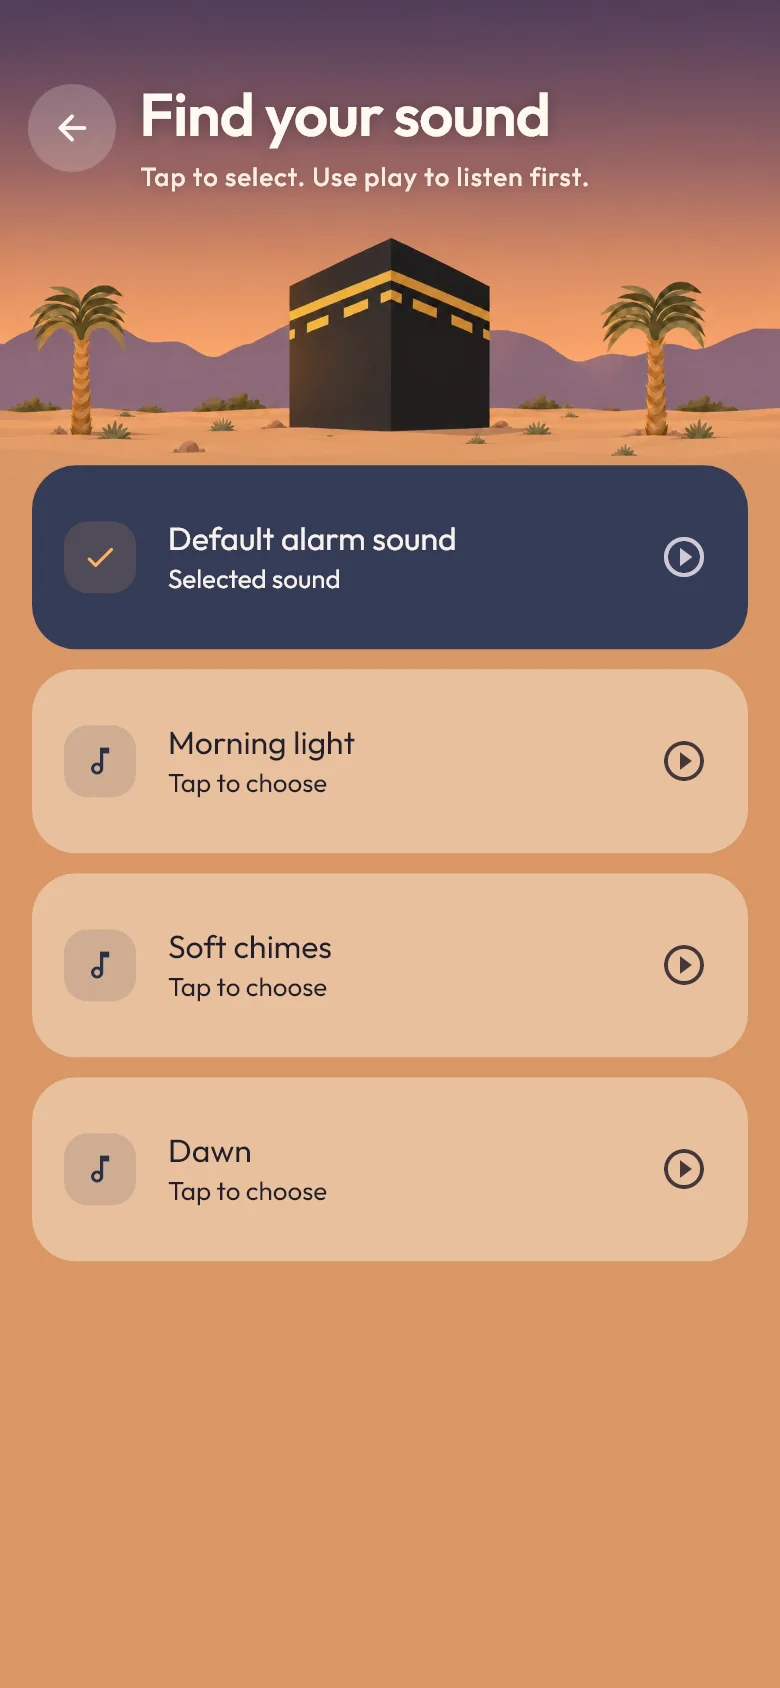 Find your sound
Tap to select. Use play to listen first.
Default alarm sound
Selected sound
Morning light
Tap to choose
Soft chimes
Tap to choose
Dawn
Tap to choose